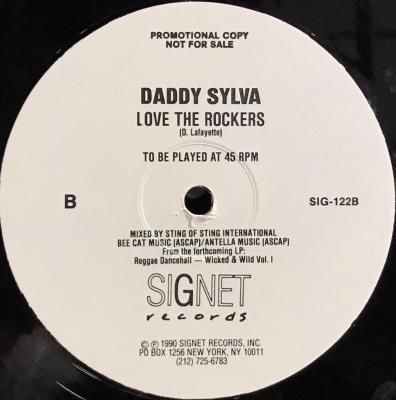 PROMOTIONAL COPY
NOT FOR SALE
DADDY SYLVA
LOVE THE ROCKERS
(D. Lafayette)
TO BE PLAYED AT 45 RPM
B
SIG-122B
MIXED BY STING OF STING INTERNATIONAL
BEE CAT MUSIC (ASCAP)/ANTELLA MUSIC (ASCAP)
From the forthcoming LP:
Reggae Dancehall — Wicked & Wild Vol. I
SIGNET
records
© ℗ 1990 SIGNET RECORDS, INC.
PO BOX 1256 NEW YORK, NY 10011
(212) 725-6783